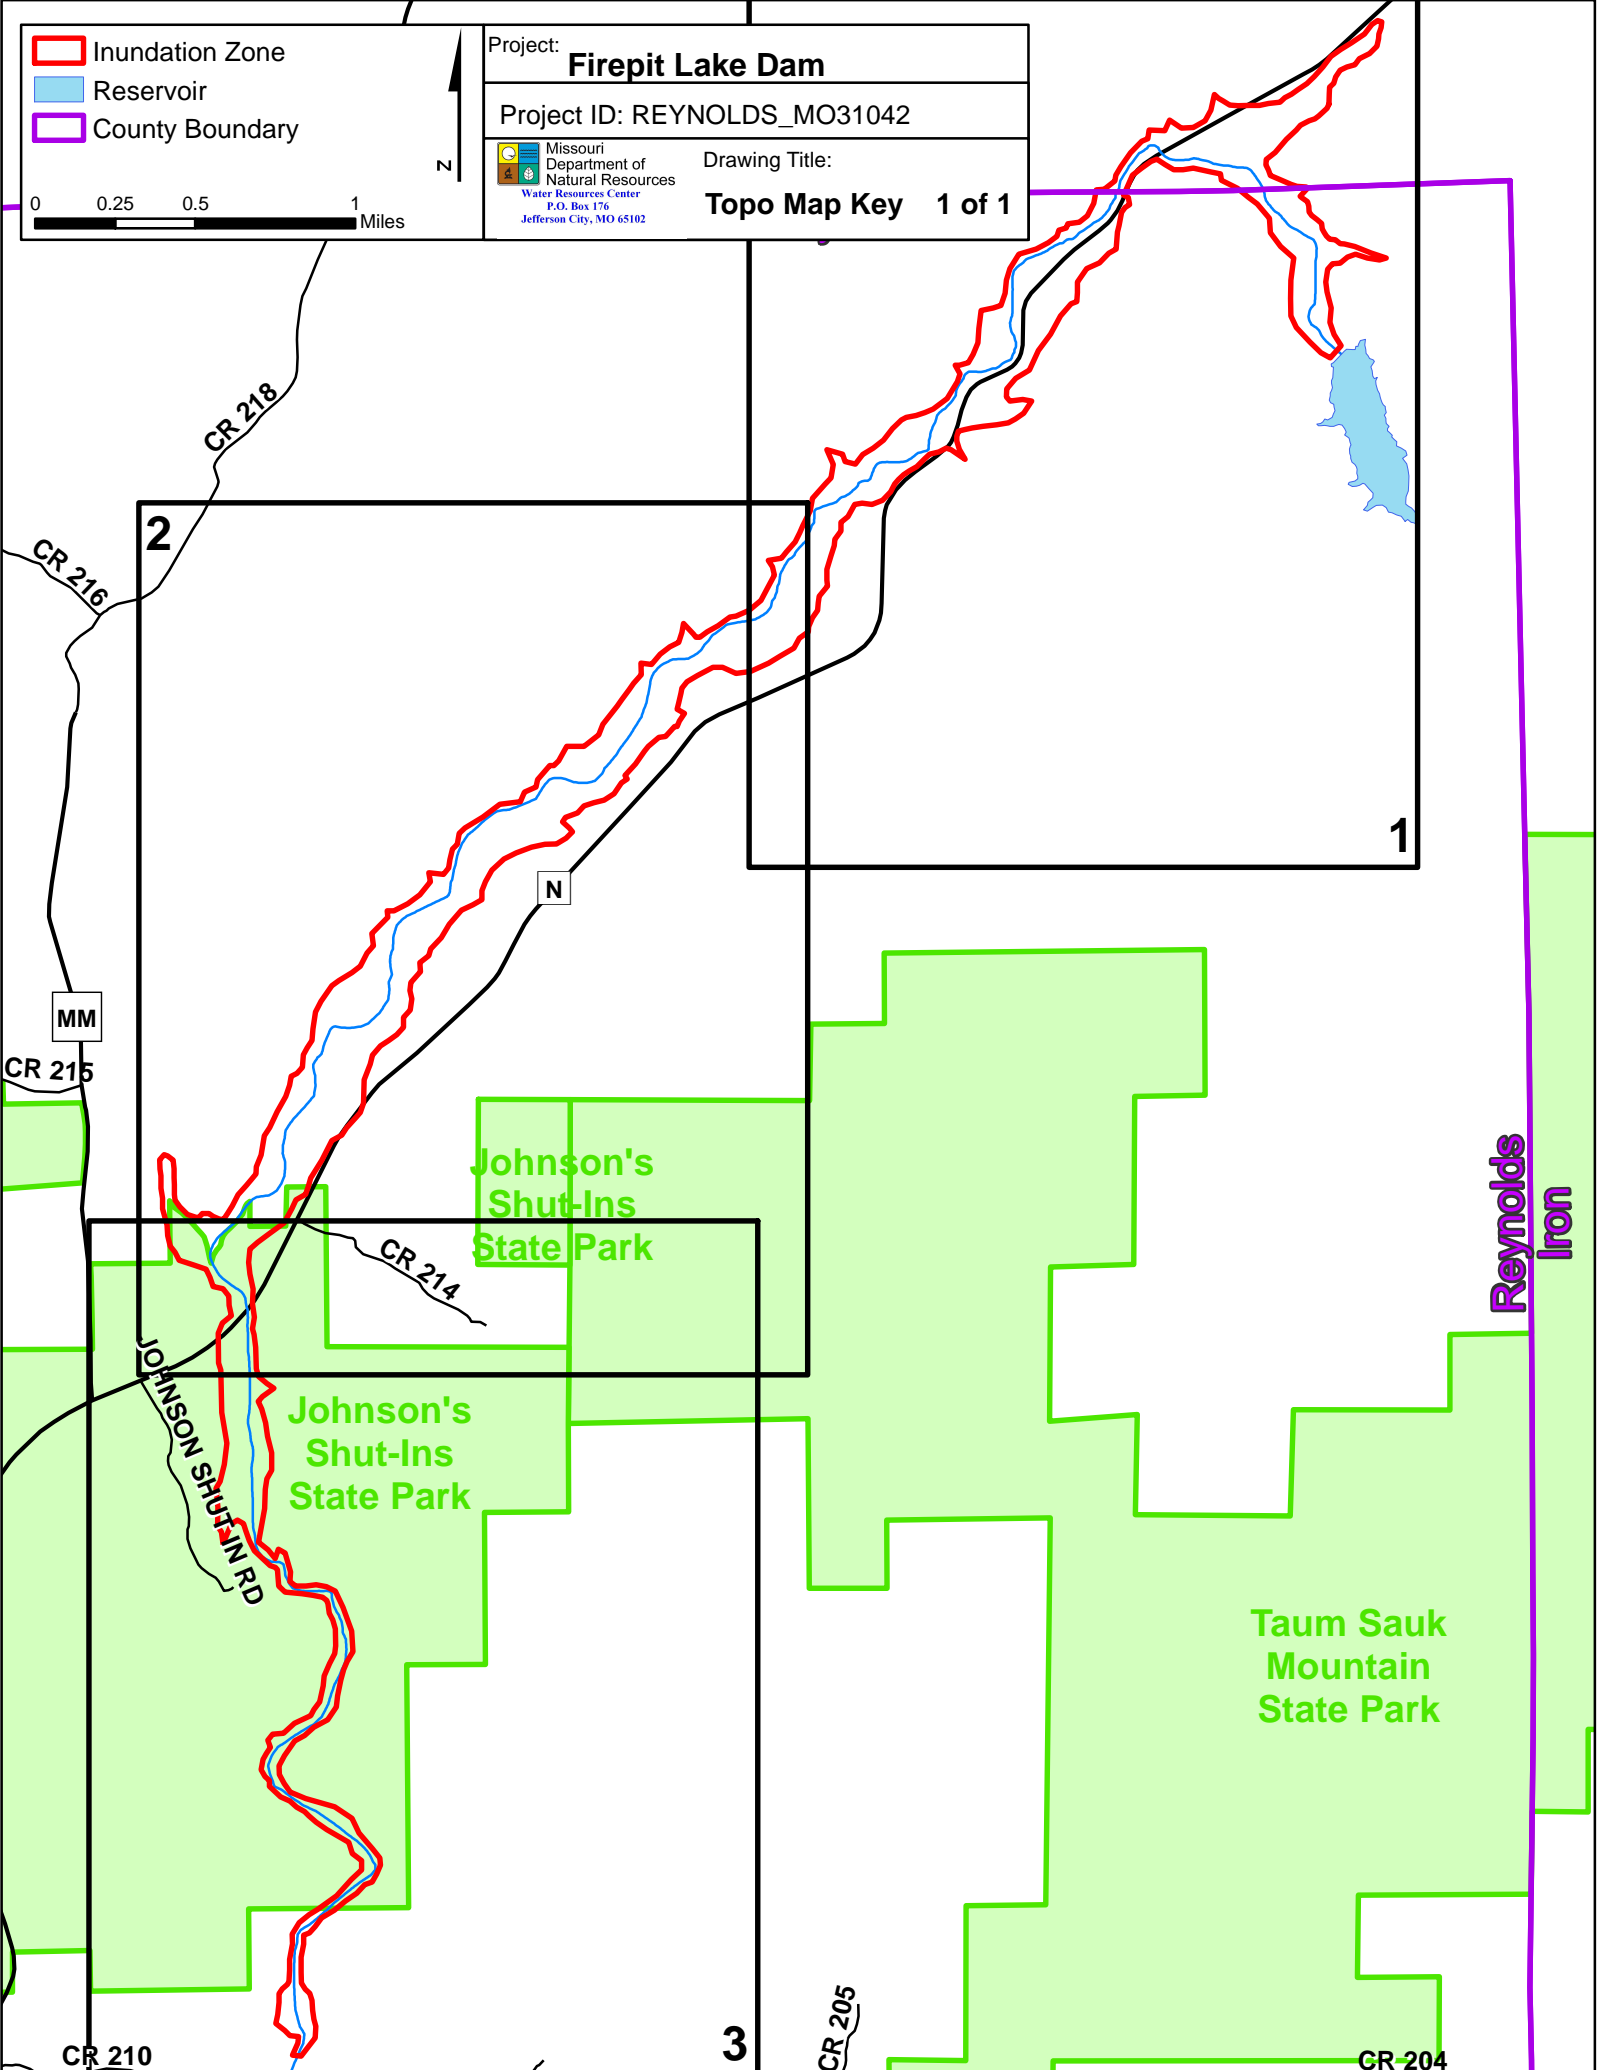 Inundation Zone
Reservoir
County Boundary
0 0.25 0.5 1
Miles
N
Project:
Firepit Lake Dam
Project ID: REYNOLDS_MO31042
Missouri
Department of
Natural Resources
Water Resources Center
P.O. Box 176
Jefferson City, MO 65102
Drawing Title:
Topo Map Key 1 of 1
CR 218
2
CR 216
1
N
MM
CR 215
Johnson's
Shut-Ins
State Park
Reynolds
Iron
CR 214
JOHNSON SHUT-IN RD
Johnson's
Shut-Ins
State Park
Taum Sauk
Mountain
State Park
CR 205
3
CR 210
CR 204